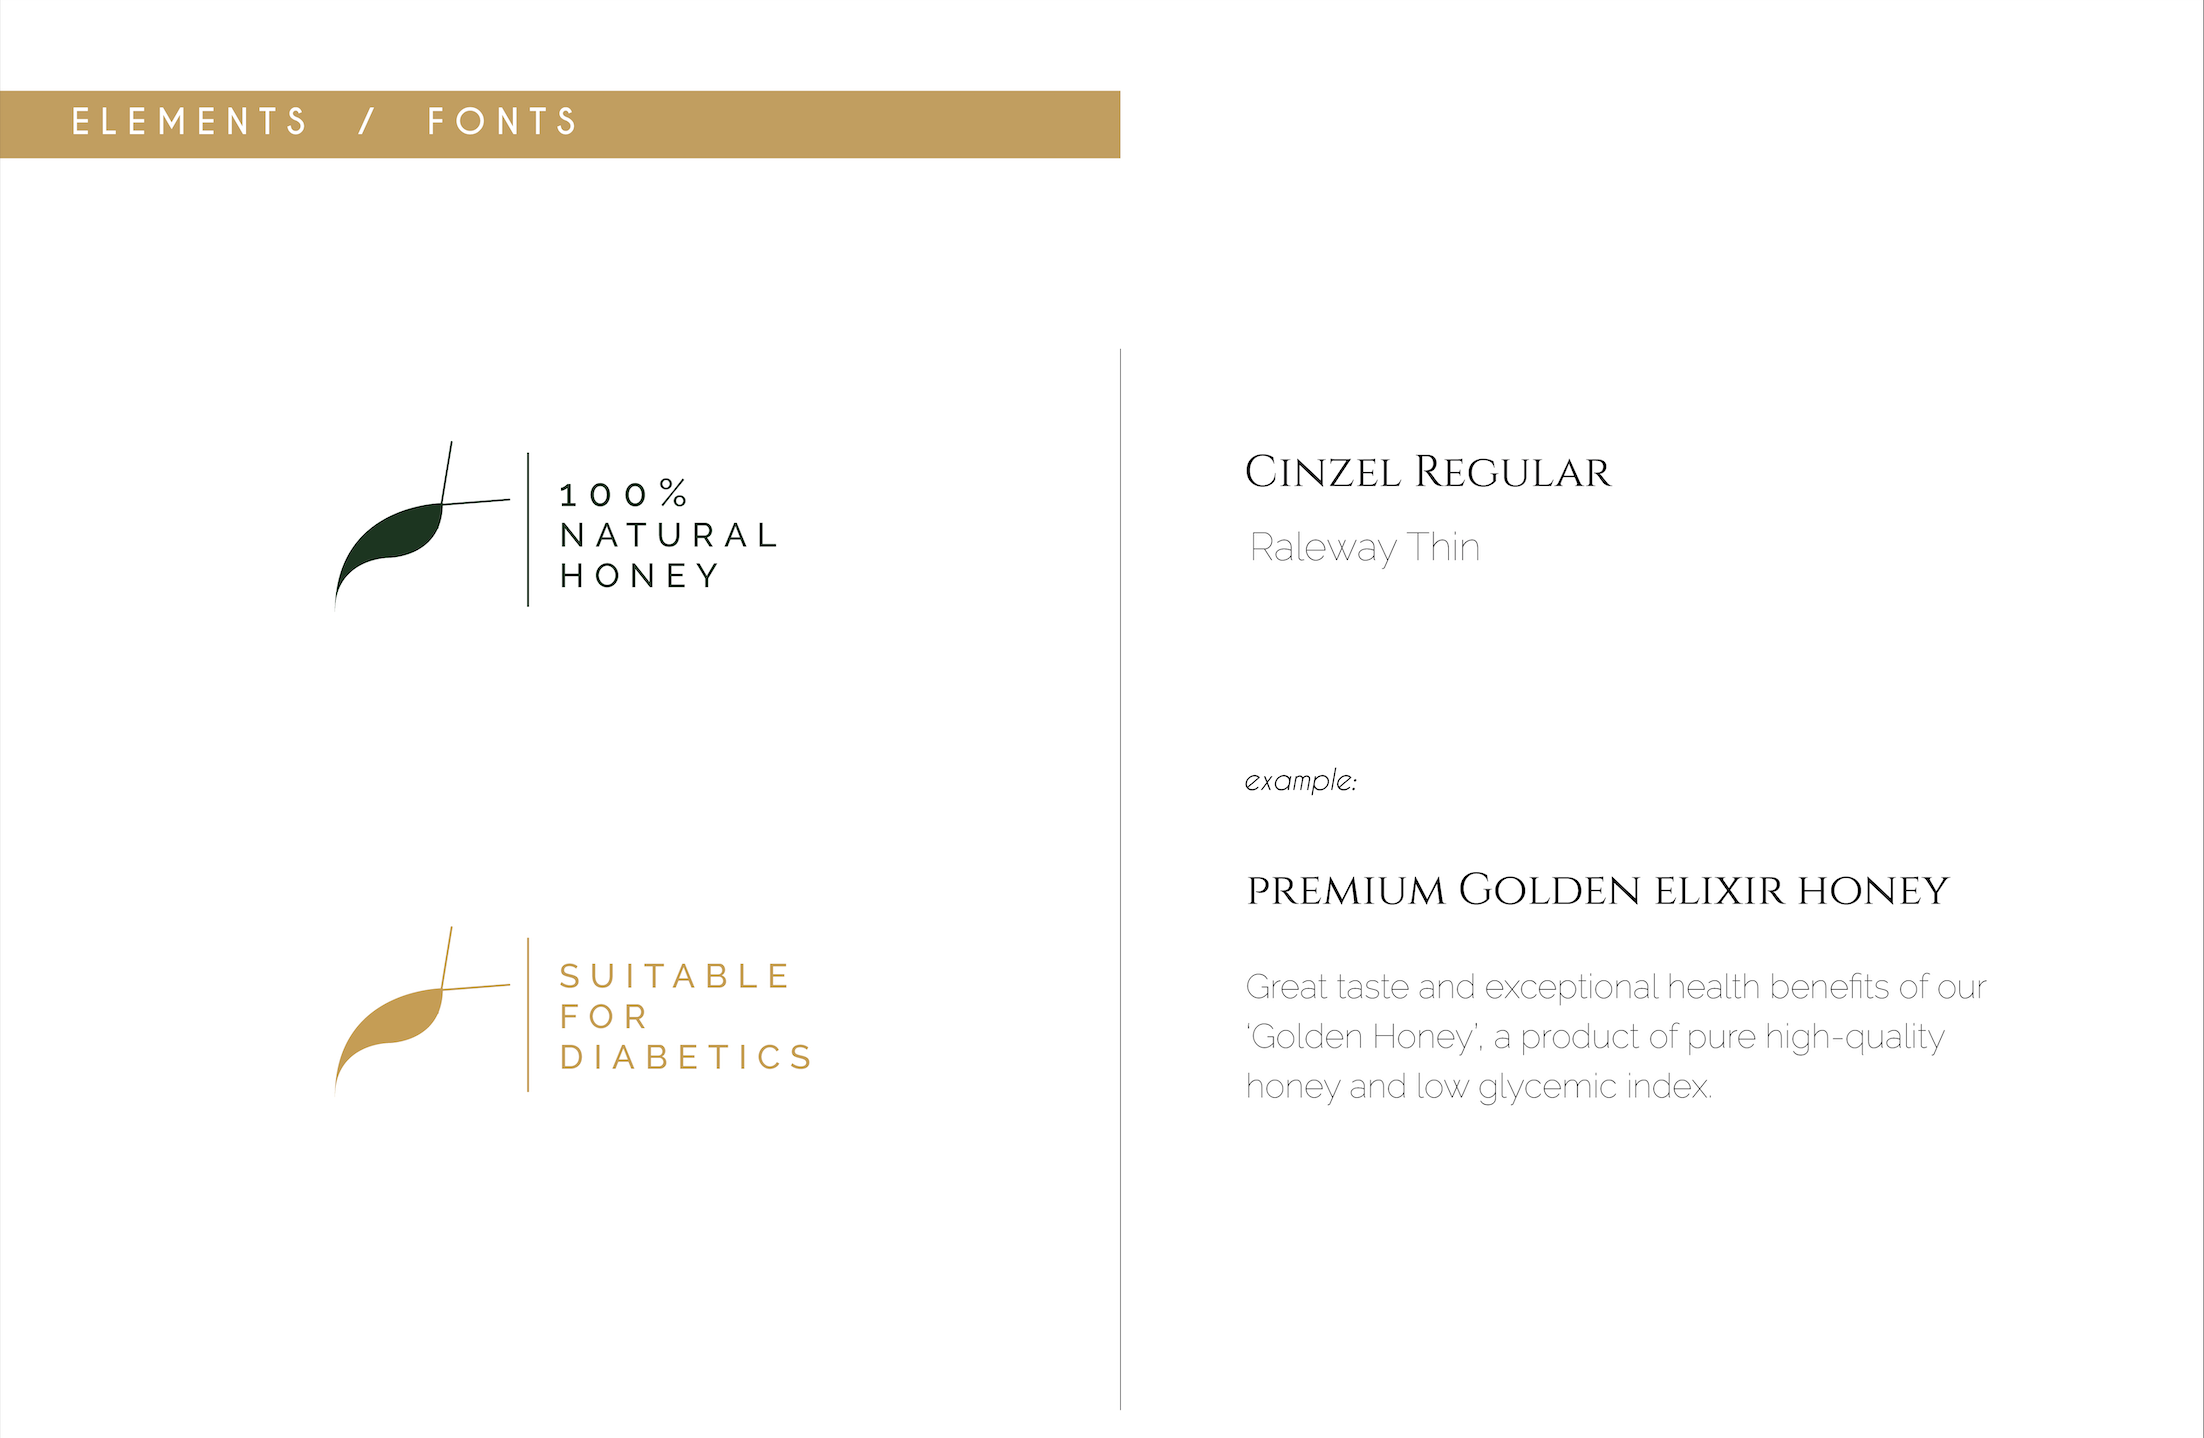 ELEMENTS / FONTS
100%
NATURAL
HONEY
SUITABLE
FOR
DIABETICS
Cinzel Regular
Raleway Thin
example:
premium Golden elixir honey
Great taste and exceptional health benefits of our
‘Golden Honey’, a product of pure high-quality
honey and low glycemic index.